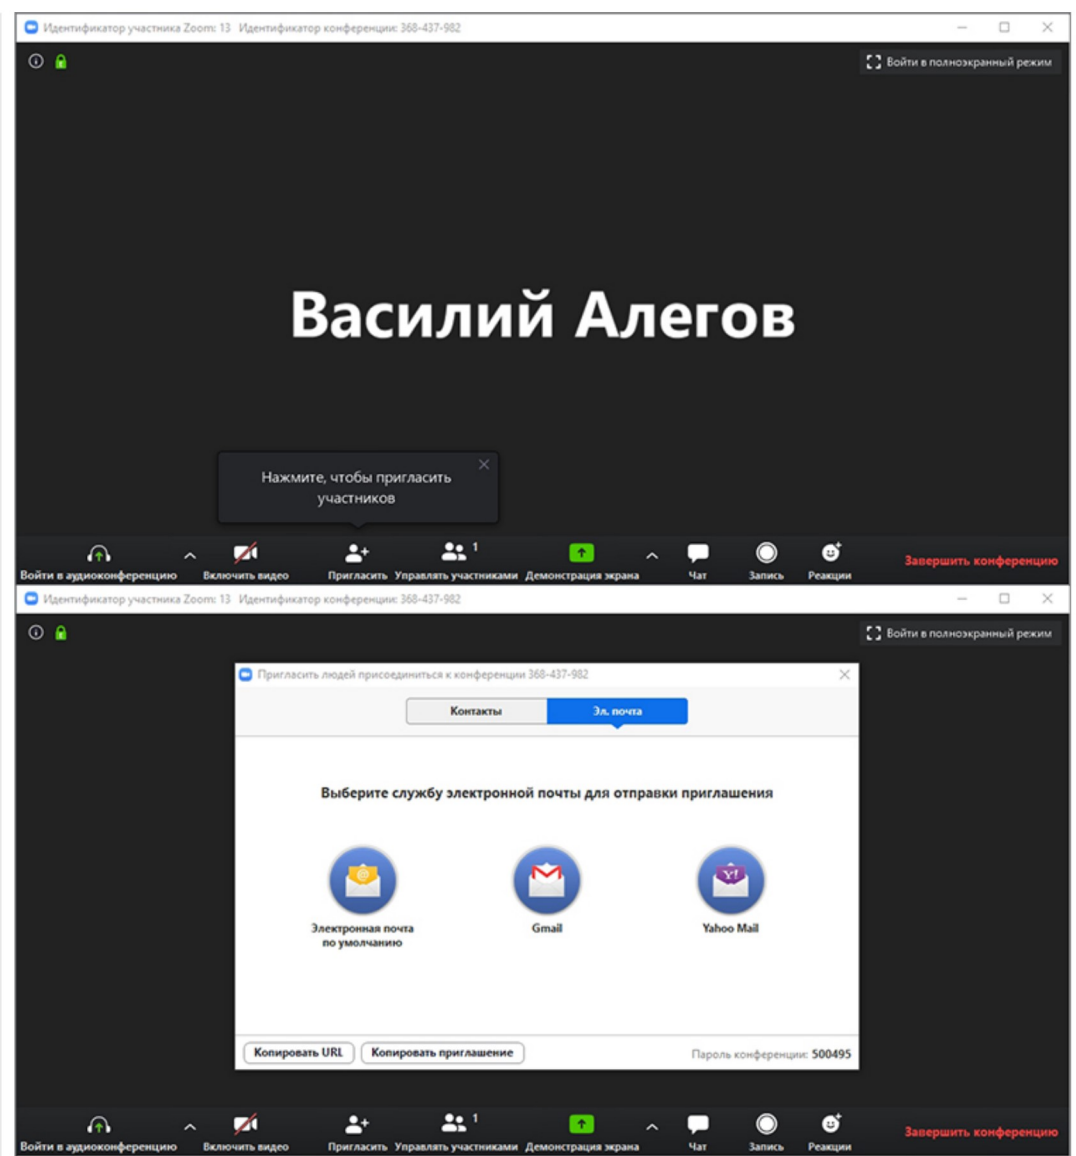 Идентификатор участника Zoom: 13 Идентификатор конференции: 368-437-982
Войти в полноэкранный режим
Василий Алегов
Нажмите, чтобы пригласить
участников
1
Войти в аудиоконференцию Включить видео Пригласить Управлять участниками Демонстрация экрана Чат Запись Реакции Завершить конференцию
Идентификатор участника Zoom: 13 Идентификатор конференции: 368-437-982
Войти в полноэкранный режим
Пригласить людей присоединиться к конференции 368-437-982
Контакты Эл. почта
Выберите службу электронной почты для отправки приглашения
Электронная почта
по умолчанию
Gmail
Yahoo Mail
Копировать URL Копировать приглашение Пароль конференции: 500495
1
Войти в аудиоконференцию Включить видео Пригласить Управлять участниками Демонстрация экрана Чат Запись Реакции Завершить конференцию